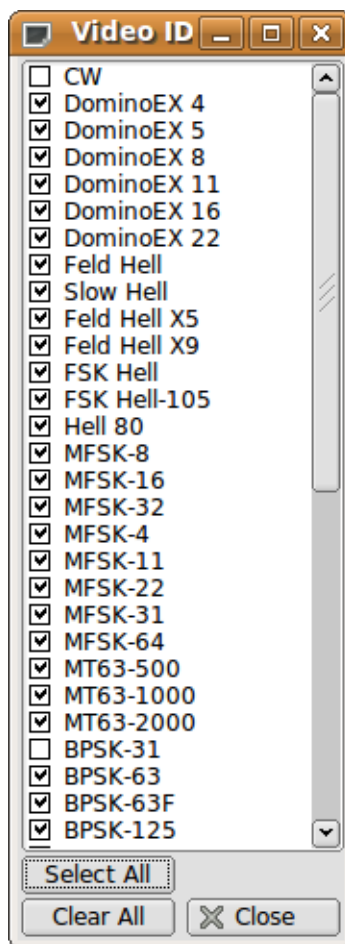 Video ID
CW
DominoEX 4
DominoEX 5
DominoEX 8
DominoEX 11
DominoEX 16
DominoEX 22
Feld Hell
Slow Hell
Feld Hell X5
Feld Hell X9
FSK Hell
FSK Hell-105
Hell 80
MFSK-8
MFSK-16
MFSK-32
MFSK-4
MFSK-11
MFSK-22
MFSK-31
MFSK-64
MT63-500
MT63-1000
MT63-2000
BPSK-31
BPSK-63
BPSK-63F
BPSK-125
Select All
Clear All Close